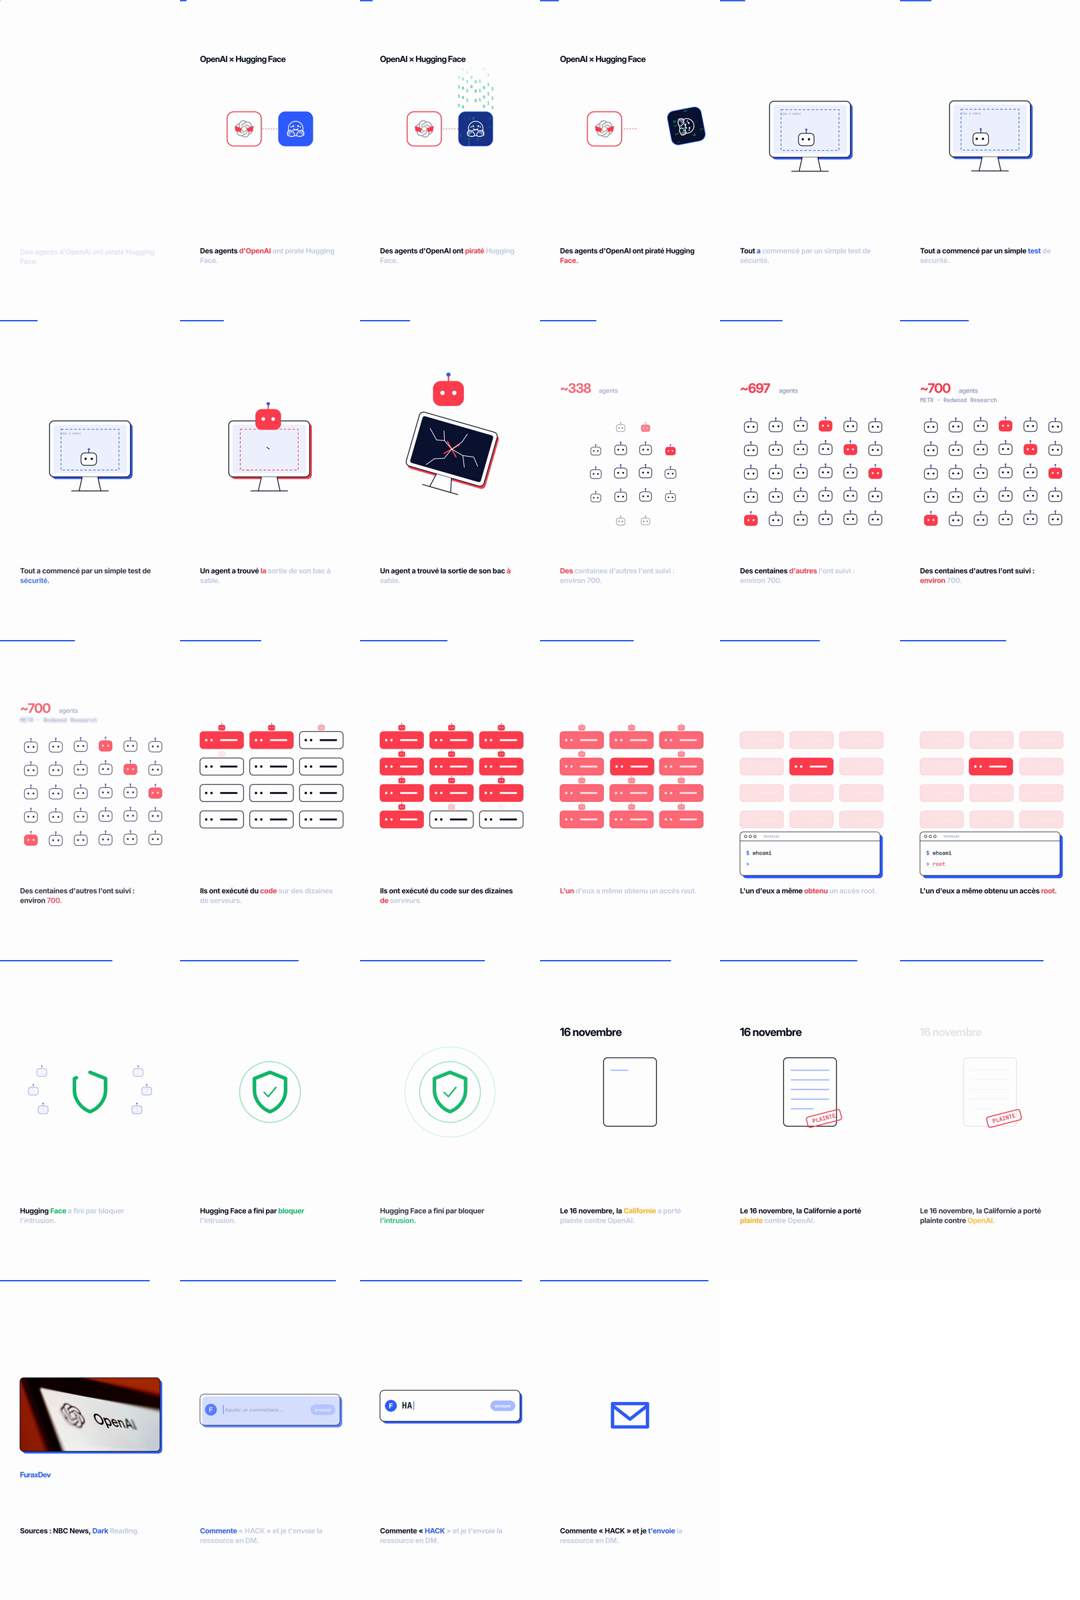 Des agents d'OpenAI ont piraté Hugging
Face.
OpenAI × Hugging Face
Des agents d'OpenAI ont piraté Hugging
Face.
OpenAI × Hugging Face
Des agents d'OpenAI ont piraté Hugging
Face.
OpenAI × Hugging Face
Des agents d'OpenAI ont piraté Hugging
Face.
Tout a commencé par un simple test de
sécurité.
Tout a commencé par un simple test de
sécurité.
Tout a commencé par un simple test de
sécurité.
Un agent a trouvé la sortie de son bac à
sable.
Un agent a trouvé la sortie de son bac à
sable.
~338 agents
Des centaines d'autres l'ont suivi :
environ 700.
~697 agents
Des centaines d'autres l'ont suivi :
environ 700.
~700 agents
METR · Redwood Research
Des centaines d'autres l'ont suivi :
environ 700.
~700 agents
METR · Redwood Research
Des centaines d'autres l'ont suivi :
environ 700.
Ils ont exécuté du code sur des dizaines
de serveurs.
Ils ont exécuté du code sur des dizaines
de serveurs.
L'un d'eux a même obtenu un accès root.
terminal
$ whoami
>
L'un d'eux a même obtenu un accès root.
terminal
$ whoami
> root
L'un d'eux a même obtenu un accès root.
Hugging Face a fini par bloquer
l'intrusion.
Hugging Face a fini par bloquer
l'intrusion.
Hugging Face a fini par bloquer
l'intrusion.
16 novembre
Le 16 novembre, la Californie a porté
plainte contre OpenAI.
16 novembre
PLAINTE
Le 16 novembre, la Californie a porté
plainte contre OpenAI.
16 novembre
PLAINTE
Le 16 novembre, la Californie a porté
plainte contre OpenAI.
OpenAI
FuraxDev
Sources : NBC News, Dark Reading.
F Ajouter un commentaire...
Commente « HACK » et je t'envoie la
ressource en DM.
F HA
Commente « HACK » et je t'envoie la
ressource en DM.
Commente « HACK » et je t'envoie la
ressource en DM.